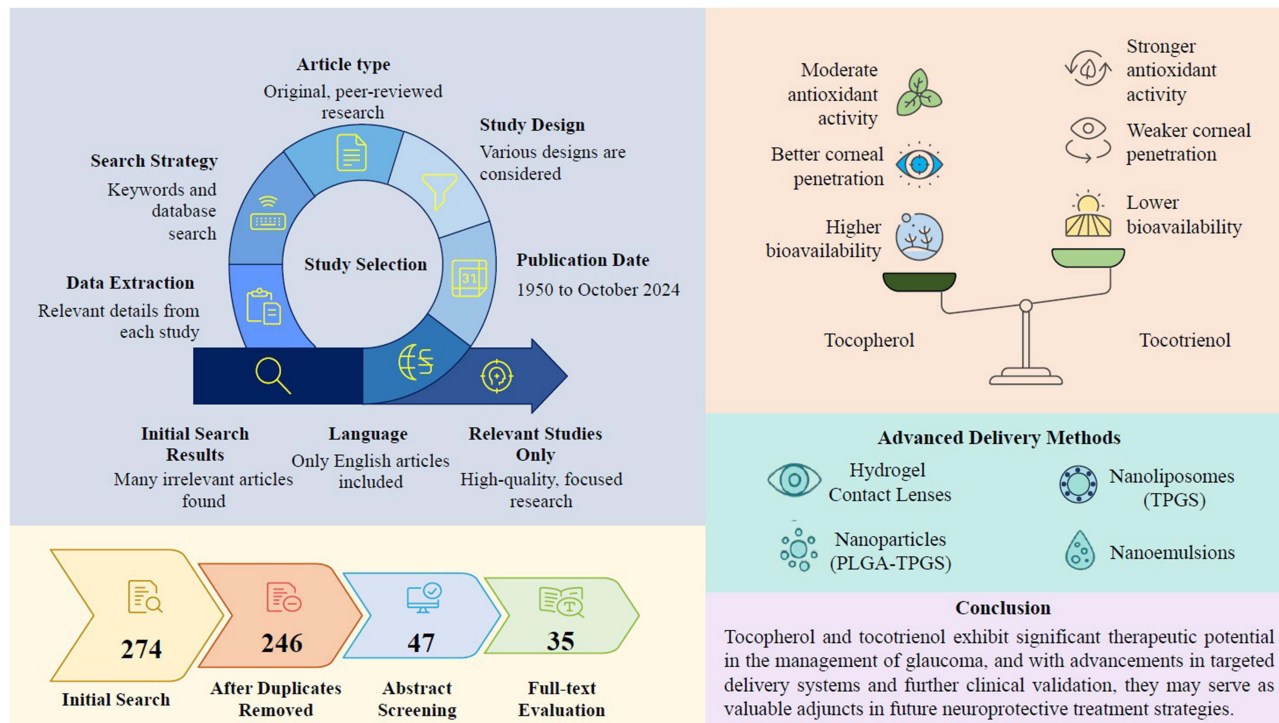 Article type
Original, peer-reviewed
research
Study Design
Various designs are
considered
Search Strategy
Keywords and
database
search
Study Selection
Publication Date
1950 to October 2024
31
Data Extraction
Relevant details from
each study
Initial Search
Results
Many irrelevant articles
found
Language
Only English articles
included
Relevant Studies
Only
High-quality, focused
research
274
Initial Search
246
After Duplicates
Removed
47
Abstract
Screening
T
35
Full-text
Evaluation
Moderate
antioxidant
activity
Better corneal
penetration
Higher
bioavailability
Tocopherol
Stronger
antioxidant
activity
Weaker corneal
penetration
Lower
bioavailability
Tocotrienol
Advanced Delivery Methods
Hydrogel
Contact Lenses
Nanoliposomes
(TPGS)
Nanoparticles
(PLGA-TPGS)
Nanoemulsions
Conclusion
Tocopherol and tocotrienol exhibit significant therapeutic potential
in the management of glaucoma, and with advancements in targeted
delivery systems and further clinical validation, they may serve as
valuable adjuncts in future neuroprotective treatment strategies.